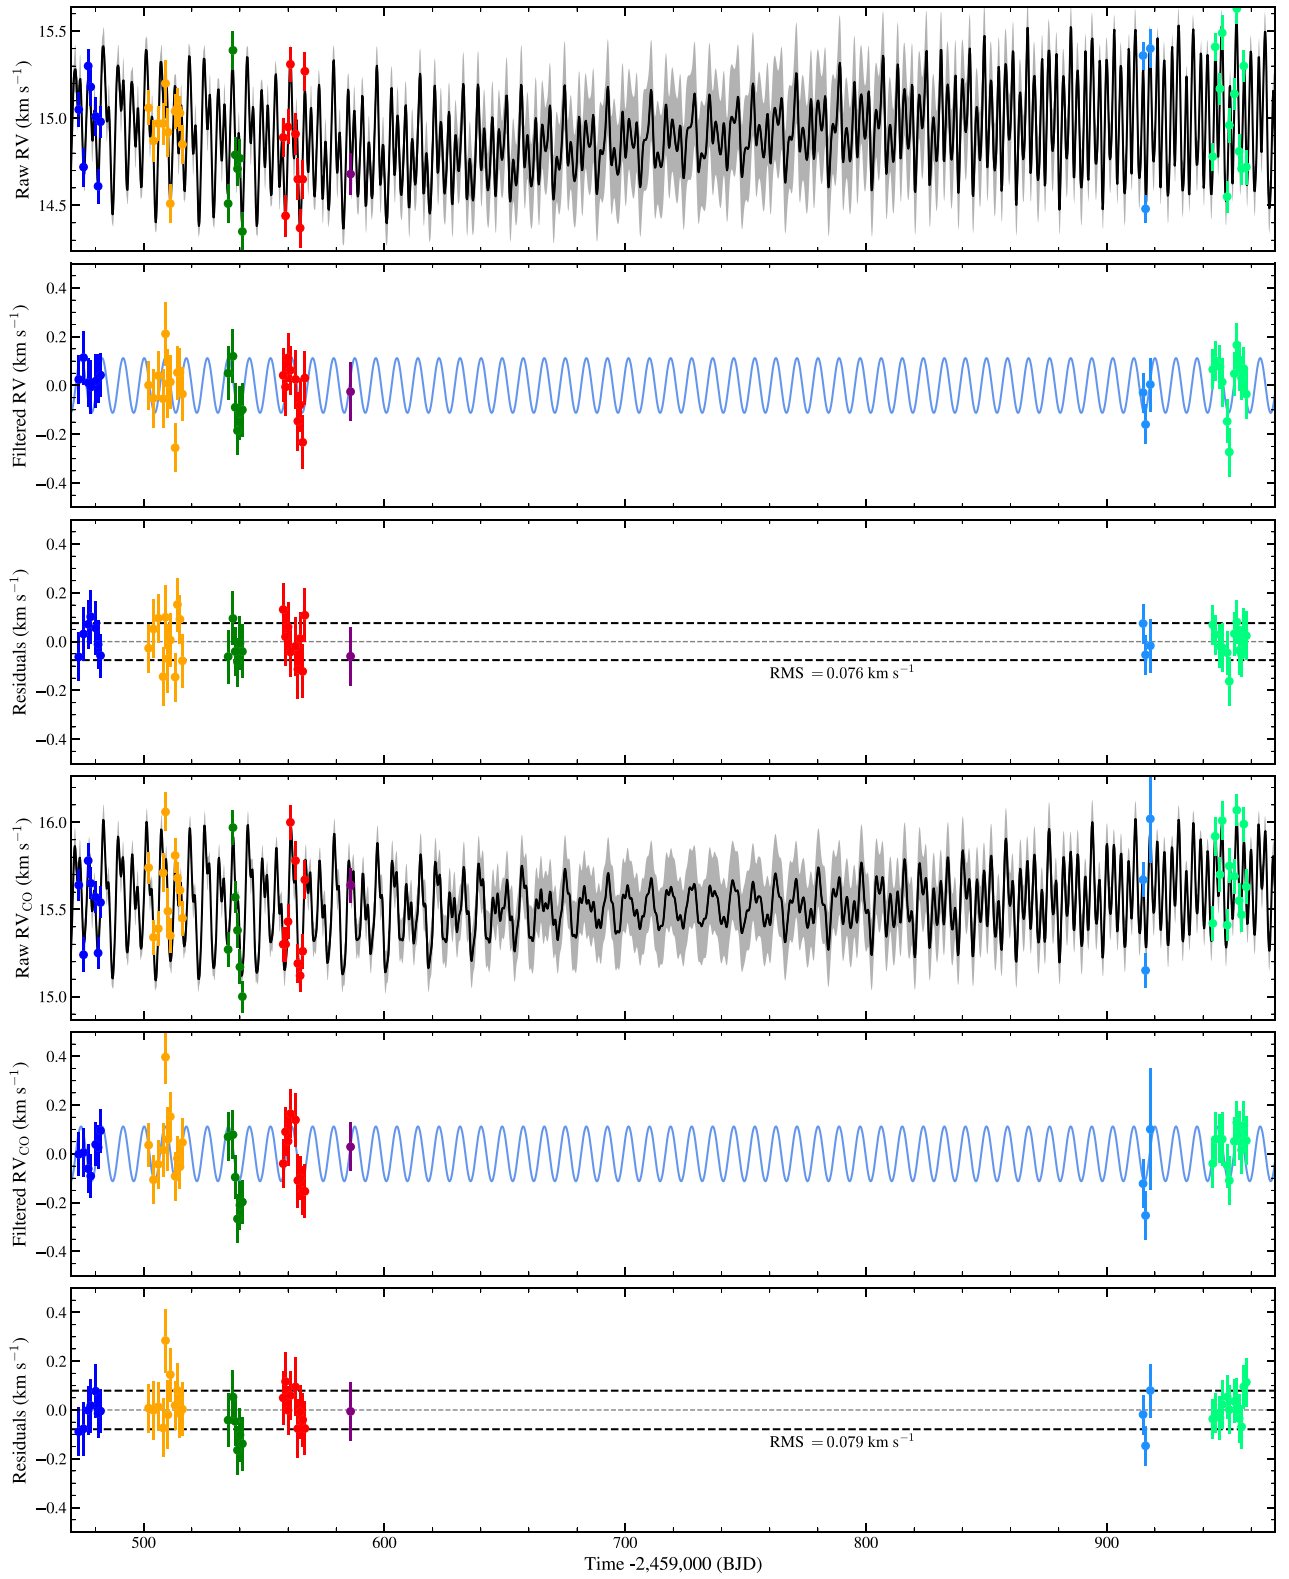 Raw RV (km s⁻¹)
15.5
15.0
14.5
Filtered RV (km s⁻¹)
0.4
0.2
0.0
−0.2
−0.4
Residuals (km s⁻¹)
0.4
0.2
0.0
−0.2
−0.4
RMS = 0.076 km s⁻¹
Raw RV_CO (km s⁻¹)
16.0
15.5
15.0
Filtered RV_CO (km s⁻¹)
0.4
0.2
0.0
−0.2
−0.4
Residuals (km s⁻¹)
0.4
0.2
0.0
−0.2
−0.4
RMS = 0.079 km s⁻¹
500 600 700 800 900
Time -2,459,000 (BJD)